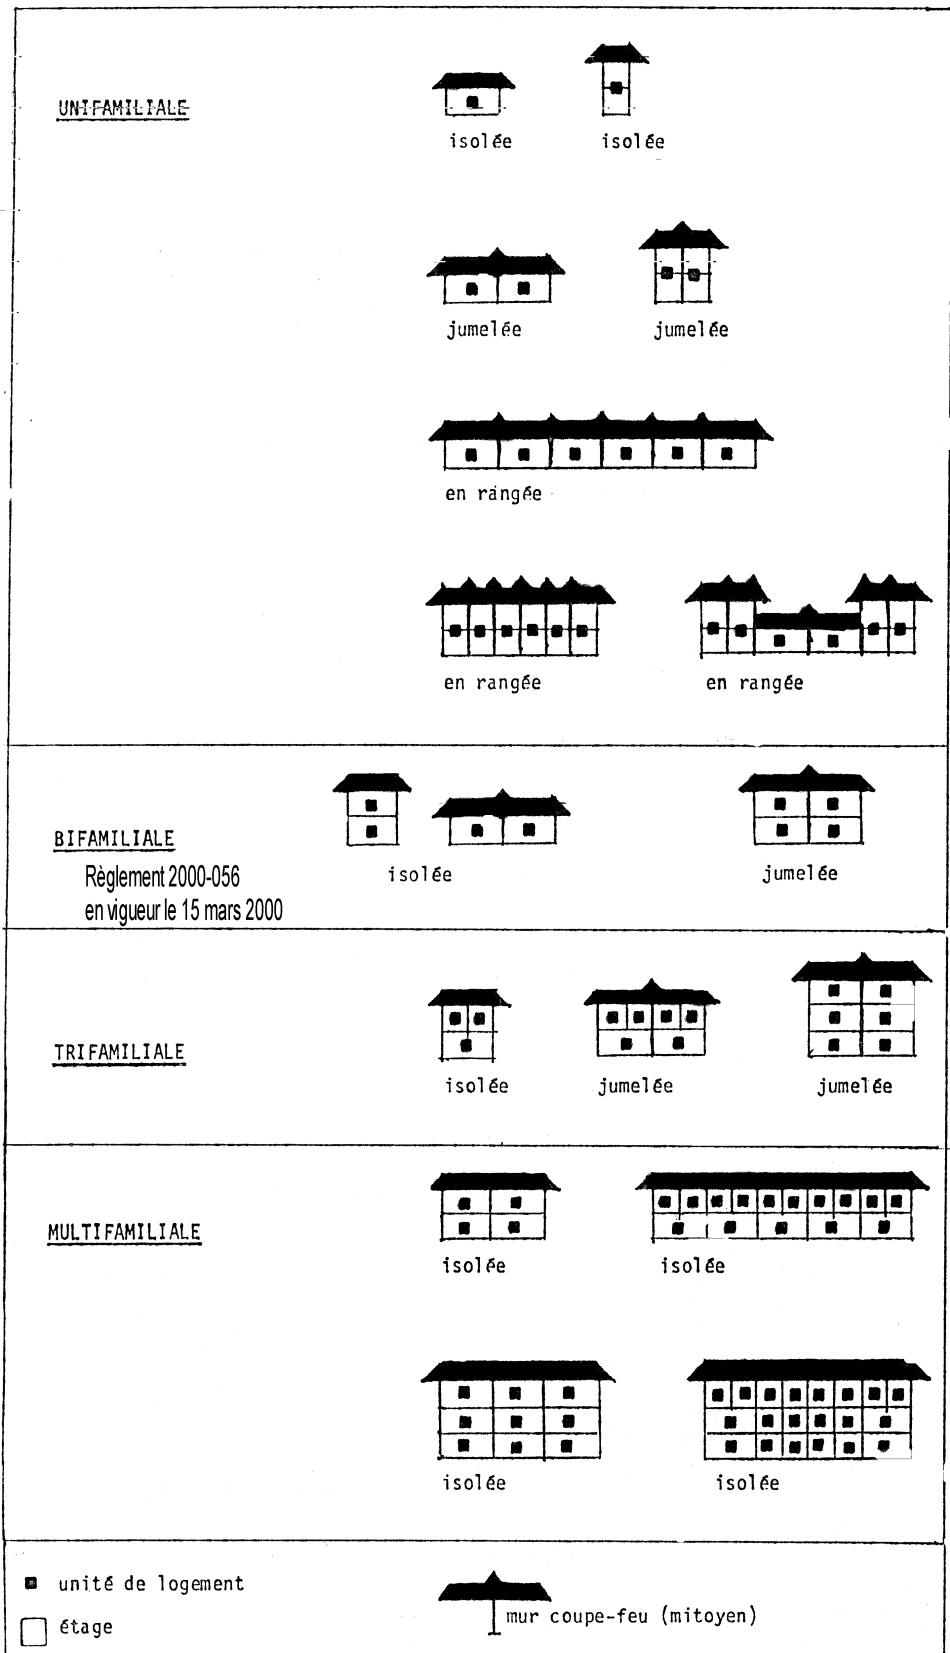 UNIFAMILIALE
isolée
isolée
jumelée
jumelée
en rangée
en rangée
en rangée
BIFAMILIALE
Règlement 2000-056
en vigueur le 15 mars 2000
isolée
jumelée
TRIFAMILIALE
isolée
jumelée
jumelée
MULTIFAMILIALE
isolée
isolée
isolée
isolée
unité de logement
étage
mur coupe-feu (mitoyen)